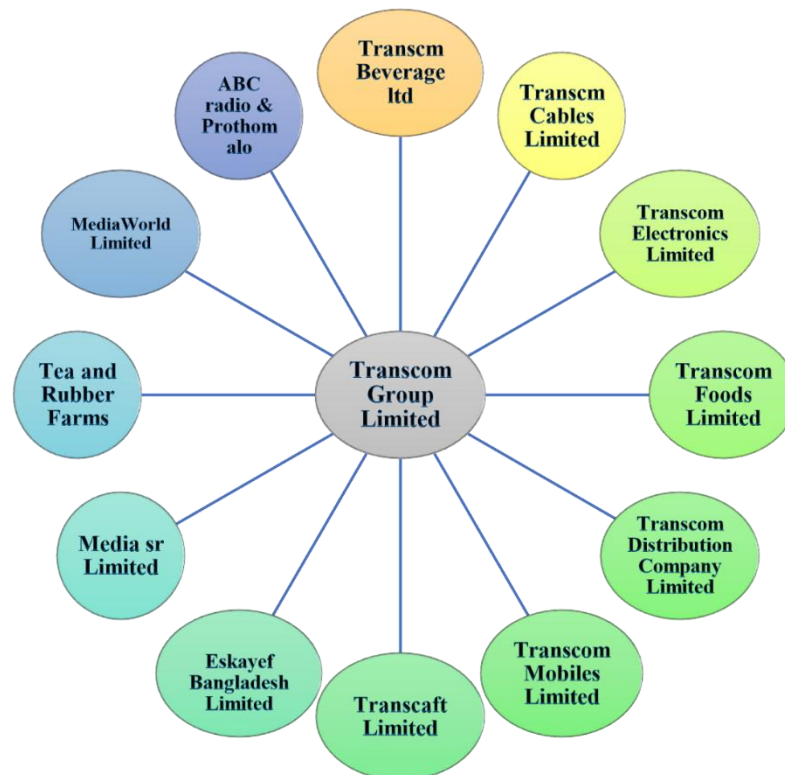 Transcm
Beverage
ltd
Transcm
Cables
Limited
Transcom
Electronics
Limited
Transcom
Foods
Limited
Transcom
Distribution
Company
Limited
Transcom
Mobiles
Limited
Transcaft
Limited
Eskayef
Bangladesh
Limited
Media sr
Limited
Tea and
Rubber
Farms
MediaWorld
Limited
ABC
radio &
Prothom
alo
Transcom
Group
Limited